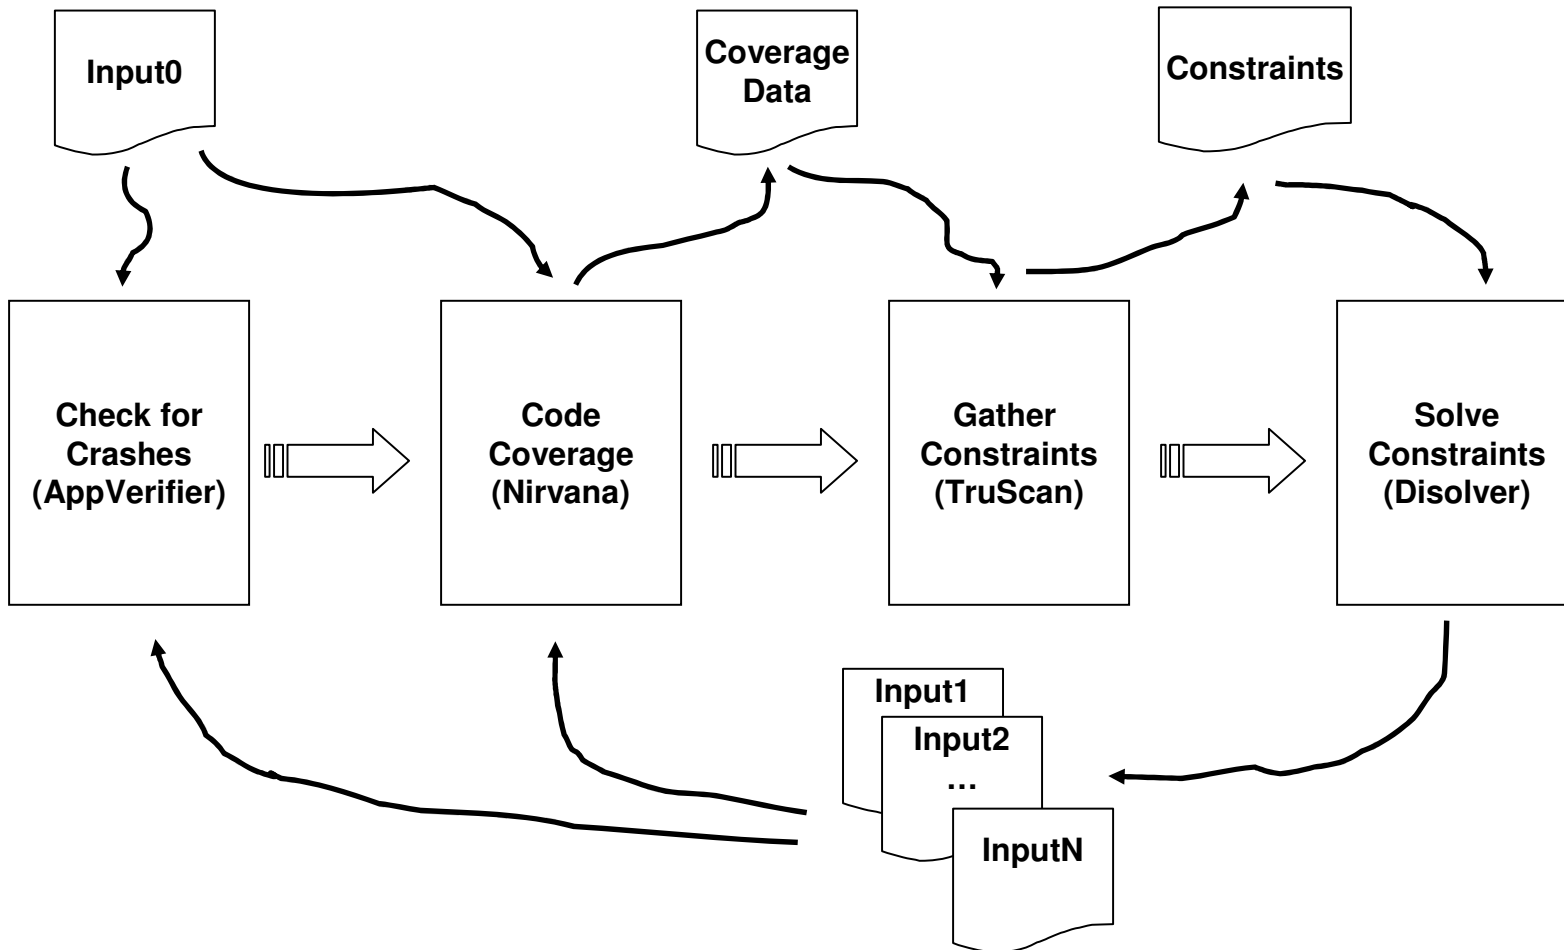 Input0
Coverage
Data
Constraints
Check for
Crashes
(AppVerifier)
Code
Coverage
(Nirvana)
Gather
Constraints
(TruScan)
Solve
Constraints
(Disolver)
Input1
Input2
...
InputN